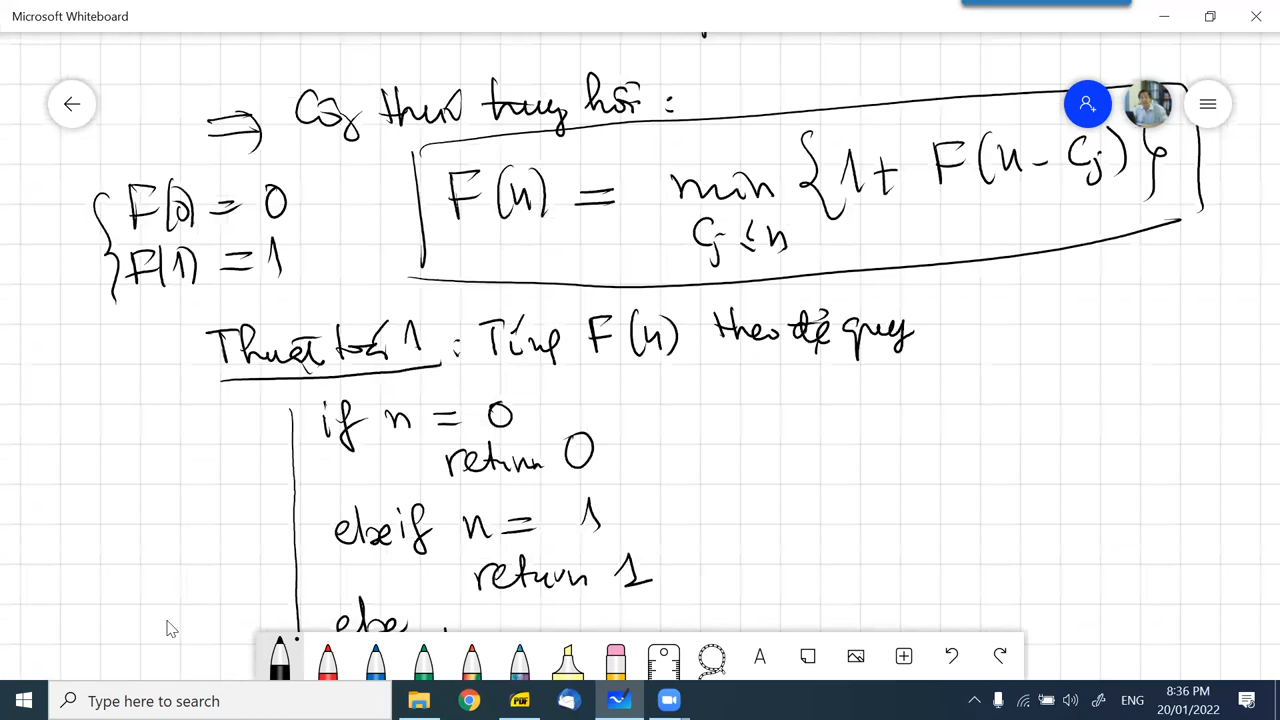 Microsoft Whiteboard
⇒ Công thức truy hồi :
F(0) = 0
F(1) = 1
F(n) = min {1 + F(n - Cj)}
Cj ≤ n
Thuật toán 1 : Tính F(n) theo đệ quy
if n = 0
return 0
elseif n = 1
return 1
else
A
Type here to search
PDF
ENG
8:36 PM
20/01/2022